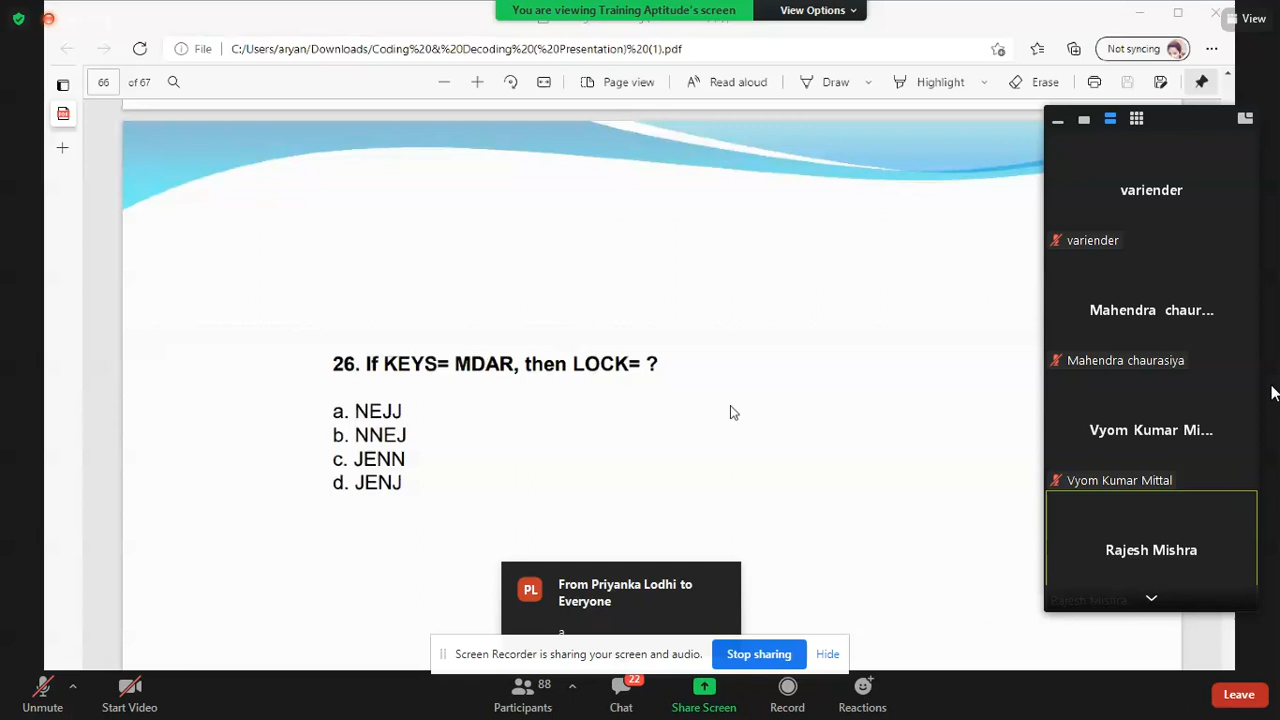 You are viewing Training Aptitude's screen
View Options
View
File
C:/Users/aryan/Downloads/Coding%20&%20Decoding%20(%20Presentation)%20(1).pdf
Not syncing
66
of 67
Page view
Read aloud
Draw
Highlight
Erase
variender
variender
Mahendra chaur...
Mahendra chaurasiya
Vyom Kumar Mi...
Vyom Kumar Mittal
Rajesh Mishra
Rajesh Mishra
26. If KEYS= MDAR, then LOCK= ?
a. NEJJ
b. NNEJ
c. JENN
d. JENJ
PL
From Priyanka Lodhi to
Everyone
a
Screen Recorder is sharing your screen and audio.
Stop sharing
Hide
Unmute
Start Video
88
Participants
22
Chat
Share Screen
Record
Reactions
Leave